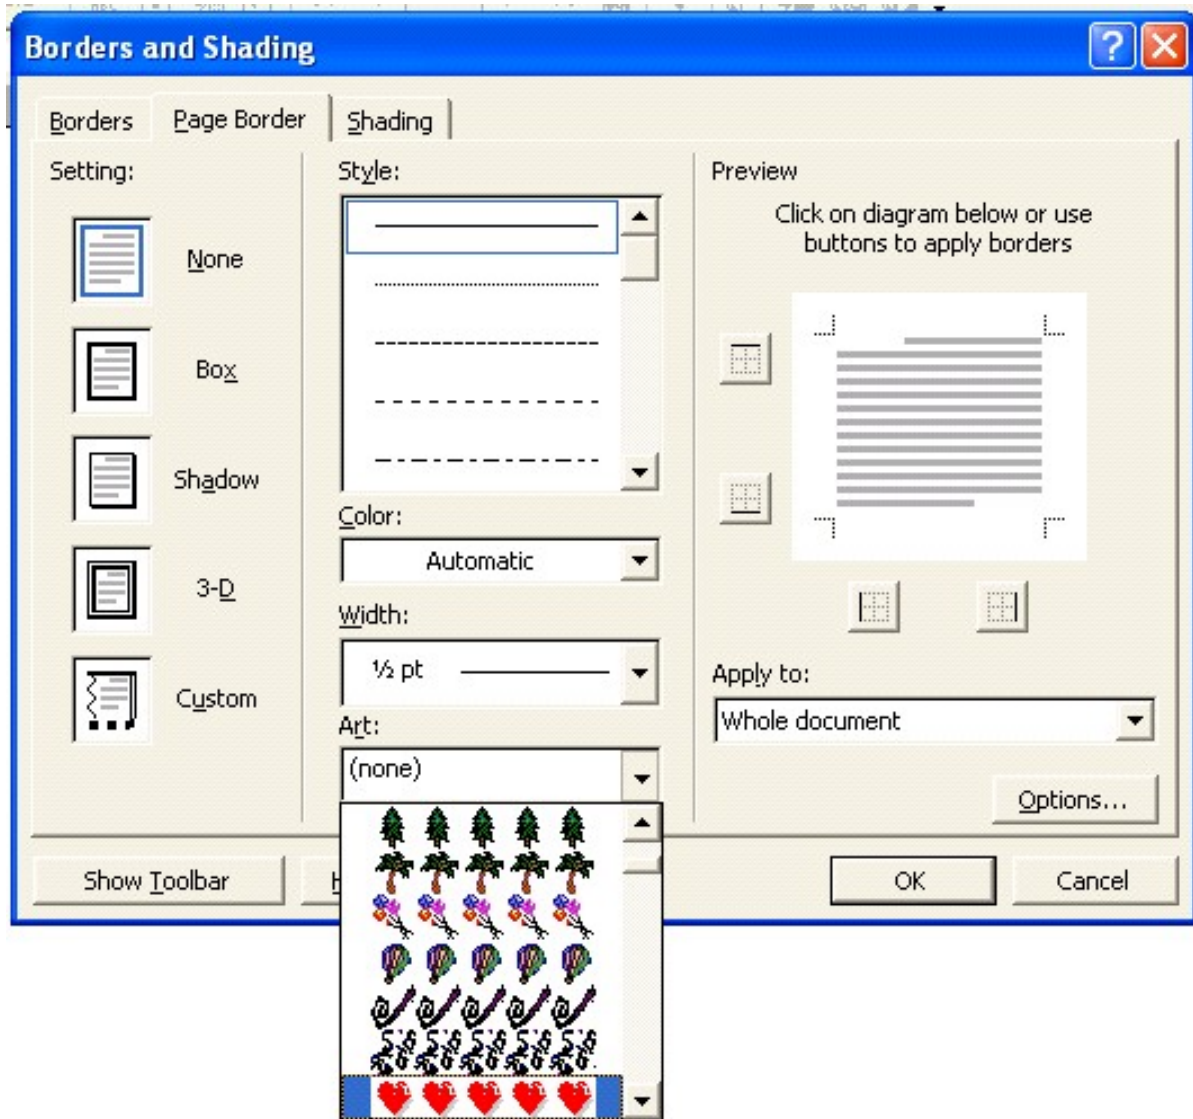 Borders and Shading
Borders
Page Border
Shading
Setting:
None
Box
Shadow
3-D
Custom
Style:
Color:
Automatic
Width:
½ pt
Art:
(none)
Preview
Click on diagram below or use
buttons to apply borders
Apply to:
Whole document
Options...
Show Toolbar
OK
Cancel